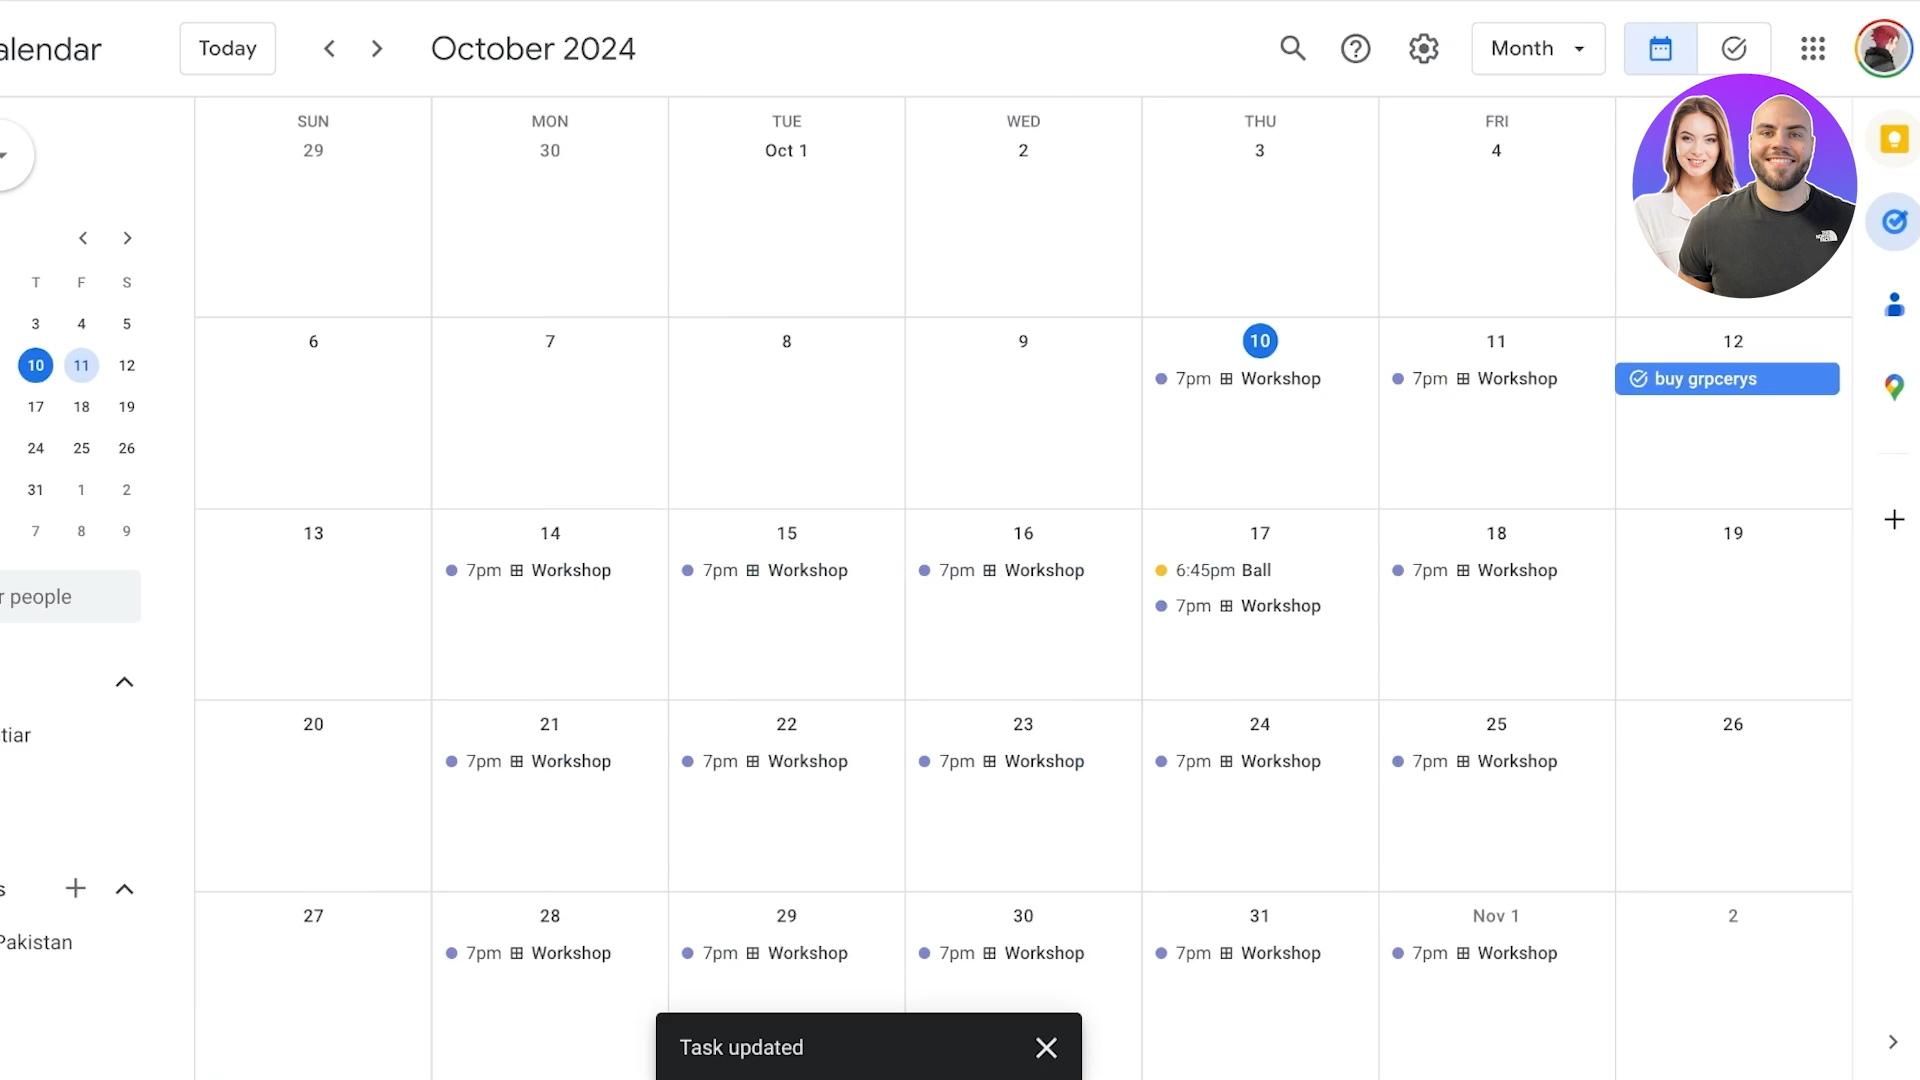 alendar
Today
October 2024
Month
SUN MON TUE WED THU FRI
29 30 Oct 1 2 3 4
T F S
3 4 5
10 11 12
17 18 19
24 25 26
31 1 2
7 8 9
r people
tiar
s
Pakistan
6 7 8 9 10 11 12
7pm Workshop
7pm Workshop
buy grpcerys
13 14 15 16 17 18 19
7pm Workshop
7pm Workshop
7pm Workshop
6:45pm Ball
7pm Workshop
7pm Workshop
20 21 22 23 24 25 26
7pm Workshop
7pm Workshop
7pm Workshop
7pm Workshop
7pm Workshop
27 28 29 30 31 Nov 1 2
7pm Workshop
7pm Workshop
7pm Workshop
7pm Workshop
7pm Workshop
Task updated